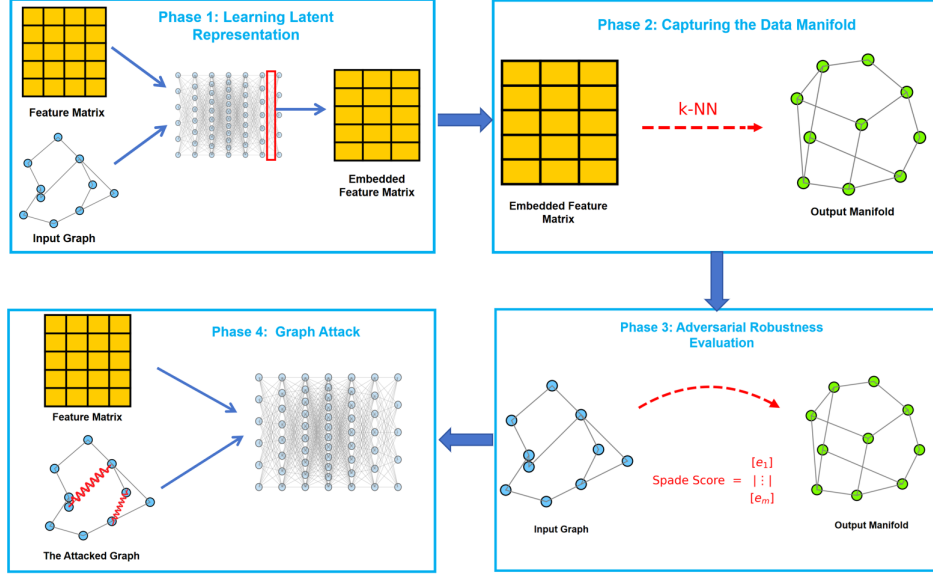 Phase 1: Learning Latent
Representation
Feature Matrix
Input Graph
Embedded
Feature Matrix
Phase 2: Capturing the Data Manifold
k-NN
Embedded Feature
Matrix
Output Manifold
Phase 3: Adversarial Robustness
Evaluation
Spade Score =
[e₁]
|⋮|
[eₘ]
Input Graph
Output Manifold
Phase 4: Graph Attack
Feature Matrix
The Attacked Graph